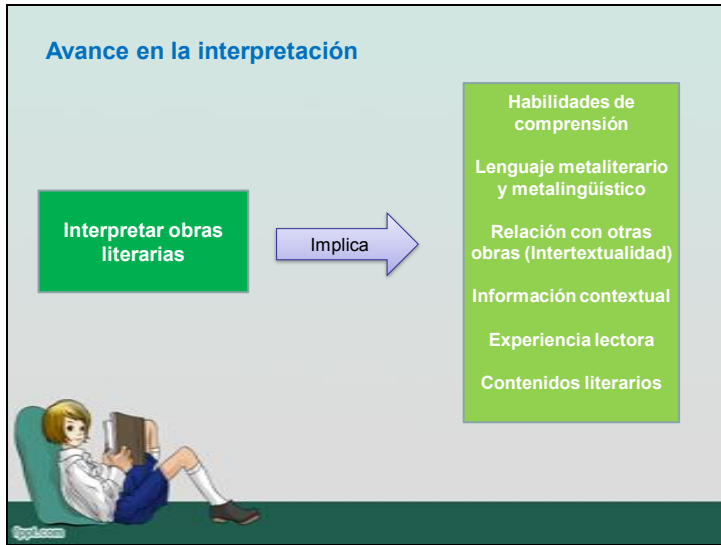 Avance en la interpretación
Interpretar obras
literarias
Implica
Habilidades de
comprensión
Lenguaje metaliterario
y metalingüístico
Relación con otras
obras (Intertextualidad)
Información contextual
Experiencia lectora
Contenidos literarios
fppt.com